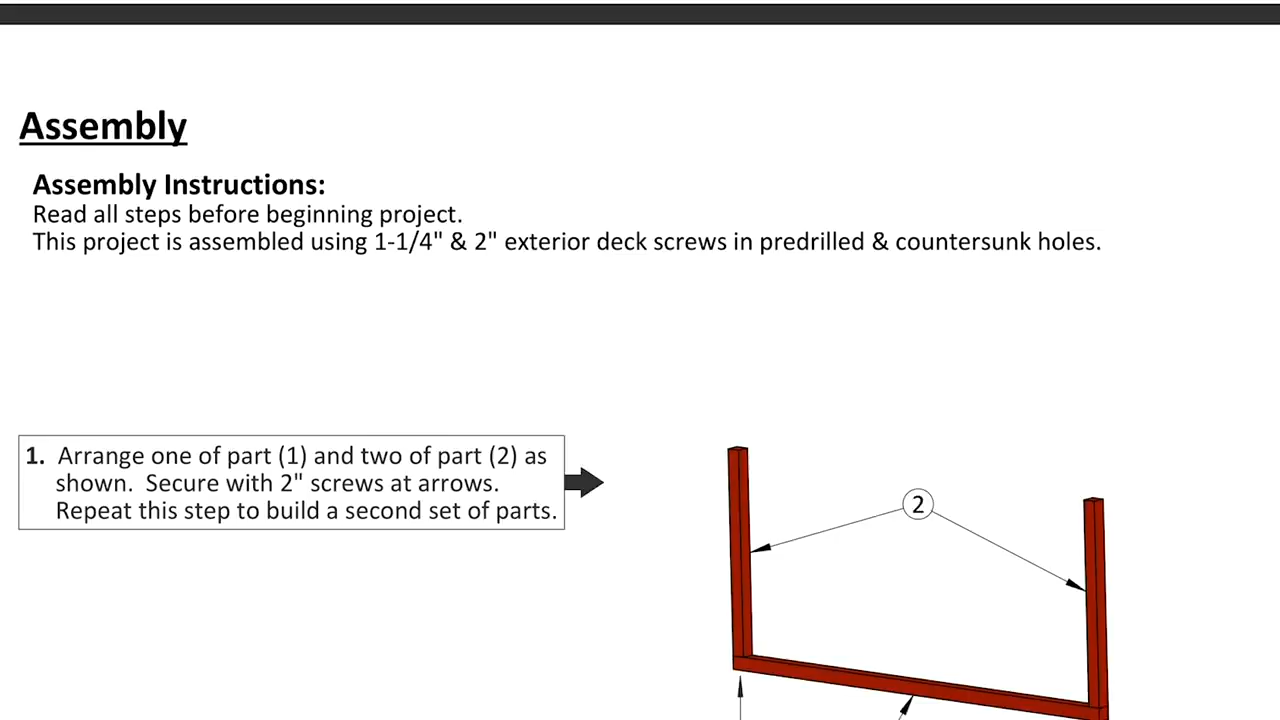 Assembly
Assembly Instructions:
Read all steps before beginning project.
This project is assembled using 1-1/4" & 2" exterior deck screws in predrilled & countersunk holes.
1. Arrange one of part (1) and two of part (2) as
shown. Secure with 2" screws at arrows.
Repeat this step to build a second set of parts.
2